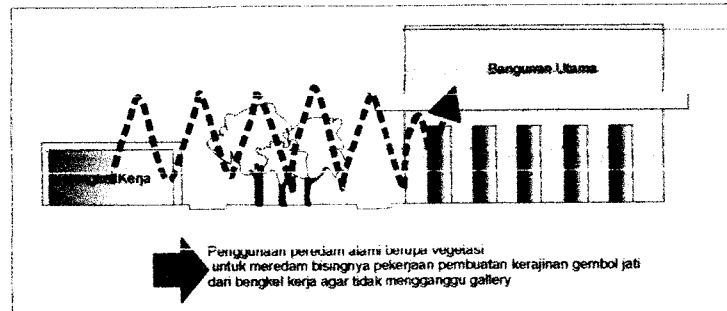 Bangunan Utama
Bengkel Kerja
Penggunaan peredam alami berupa vegetasi
untuk meredam bisingnya pekerjaan pembuatan kerajinan gembol jati
dari bengkel kerja agar tidak mengganggu gallery